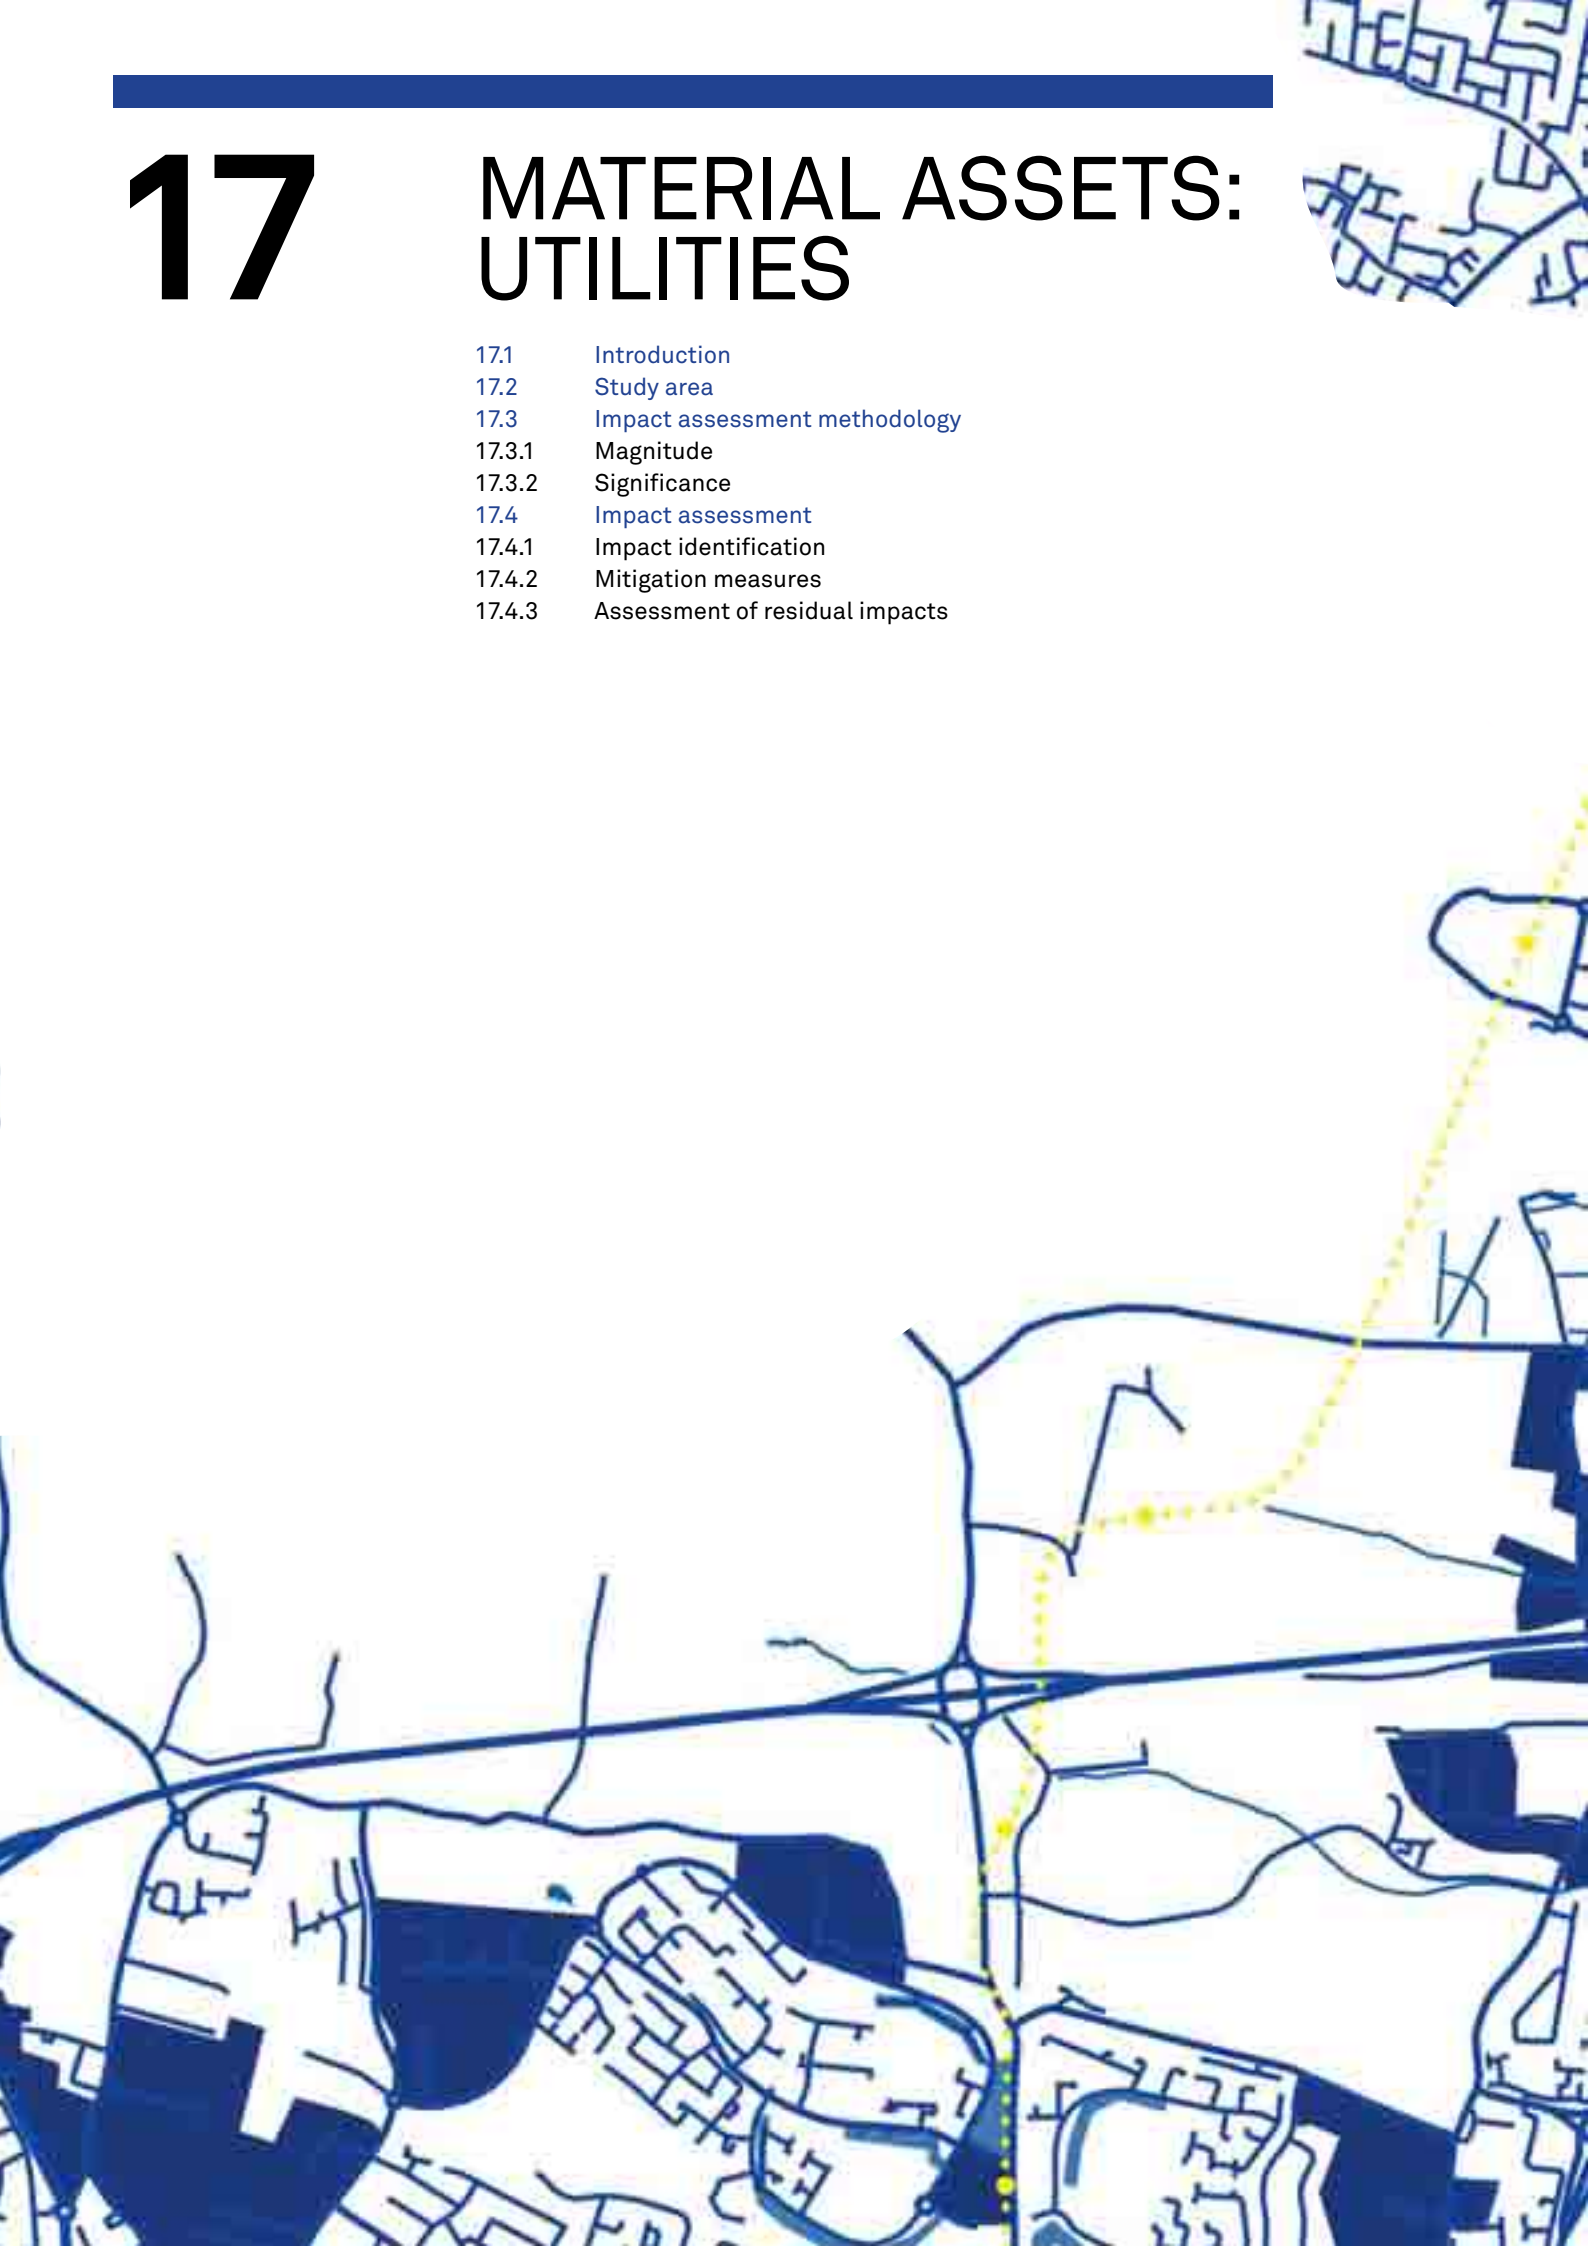 17
MATERIAL ASSETS:
UTILITIES
17.1 Introduction
17.2 Study area
17.3 Impact assessment methodology
17.3.1 Magnitude
17.3.2 Significance
17.4 Impact assessment
17.4.1 Impact identification
17.4.2 Mitigation measures
17.4.3 Assessment of residual impacts